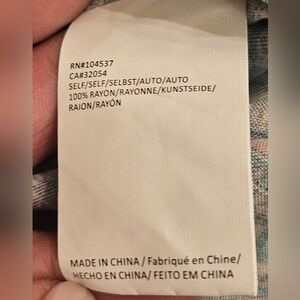 RN#104537
CA#32054
SELF/SELF/SELBST/AUTO/AUTO
100% RAYON/RAYONNE/KUNSTSEIDE/
RAION/RAYÓN
MADE IN CHINA / Fabriqué en Chine/
HECHO EN CHINA/ FEITO EM CHINA